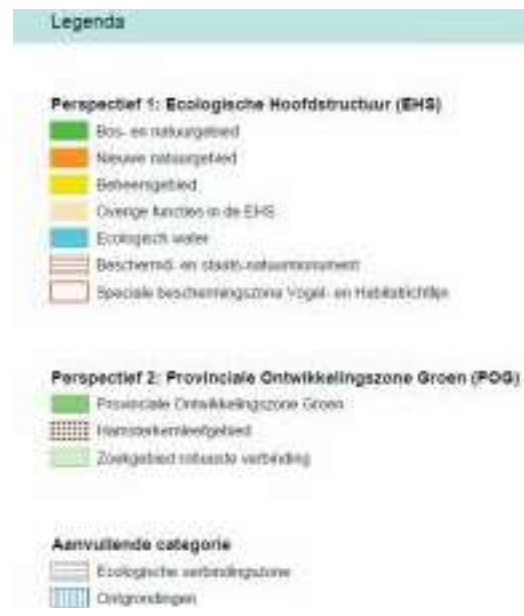 Legenda
Perspectief 1: Ecologische Hoofdstructuur (EHS)
Bos- en natuurgebied
Nieuwe natuurgebied
Beheersgebied
Overige functies in de EHS
Ecologisch water
Beschermd- en staats-natuurmonument
Speciale beschermingszone Vogel- en Habitatrichtlijn
Perspectief 2: Provinciale Ontwikkelingszone Groen (POG)
Provinciale Ontwikkelingszone Groen
Hamsterkernleefgebied
Zoekgebied robuuste verbinding
Aanvullende categorie
Ecologische verbindingszone
Ontgrondingen